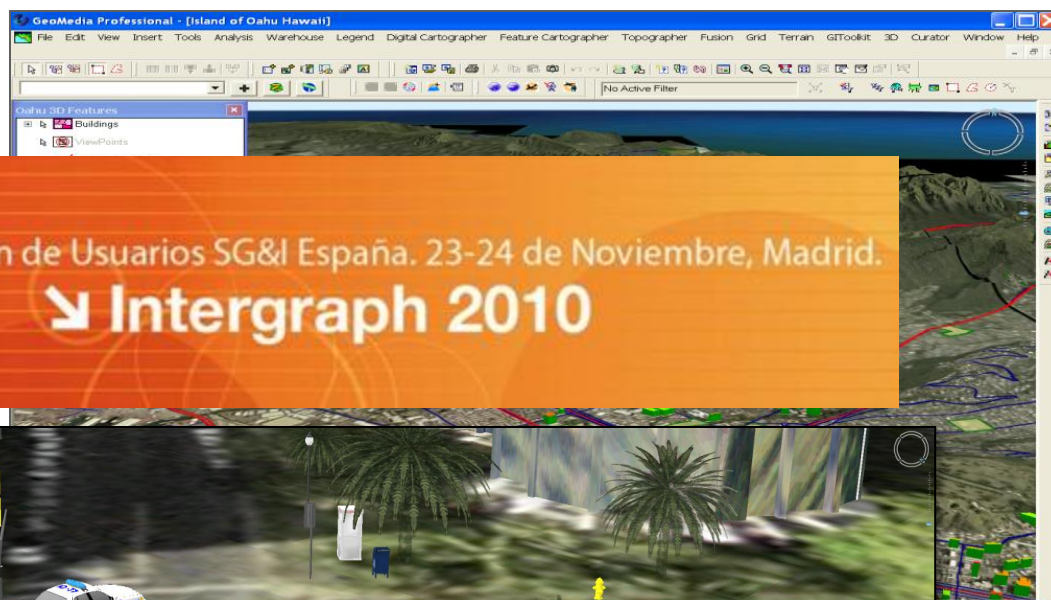 GeoMedia Professional - [Island of Oahu Hawaii]
File Edit View Insert Tools Analysis Warehouse Legend Digital Cartographer Feature Cartographer Topographer Fusion Grid Terrain GIToolkit 3D Curator Window Help
No Active Filter
Oahu 3D Features
Buildings
ViewPoints
n de Usuarios SG&I España. 23-24 de Noviembre, Madrid.
Intergraph 2010